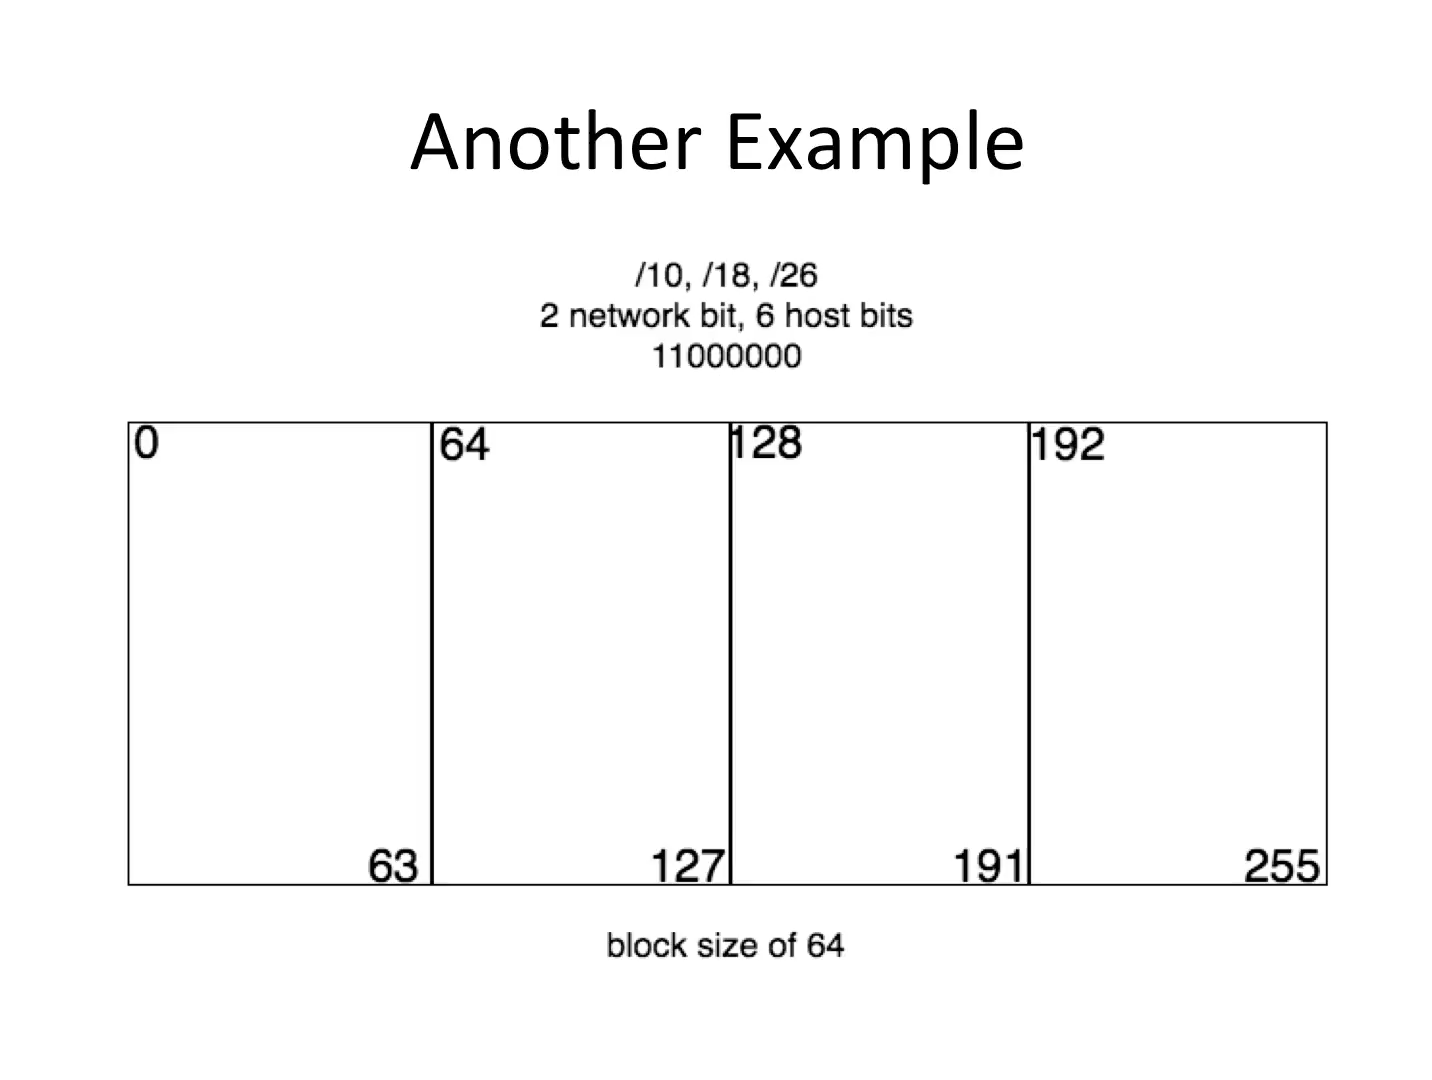 Another Example
/10, /18, /26
2 network bit, 6 host bits
11000000
0 64 128 192
63 127 191 255
block size of 64